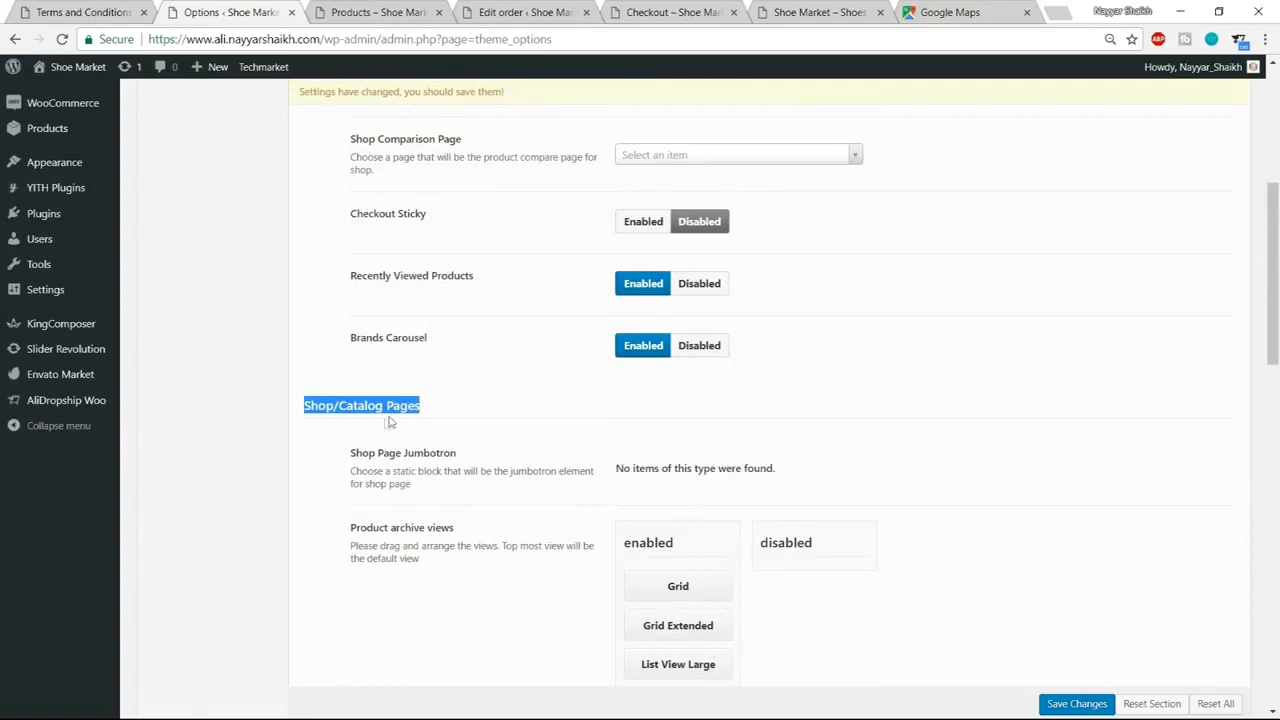 Terms and Conditions
Options ‹ Shoe Marke
Products – Shoe Mark
Edit order ‹ Shoe Mar
Checkout – Shoe Mar
Shoe Market – Shoes
Google Maps
Nayyar Shaikh
Secure
https://www.ali.nayyarshaikh.com/wp-admin/admin.php?page=theme_options
ABP
fb
Shoe Market
1
0
New
Techmarket
Howdy, Nayyar_Shaikh
WooCommerce
Products
Appearance
YITH Plugins
Plugins
Users
Tools
Settings
KingComposer
Slider Revolution
Envato Market
AliDropship Woo
Collapse menu
Settings have changed, you should save them!
Shop Comparison Page
Choose a page that will be the product compare page for
shop.
Select an item
Checkout Sticky
Enabled Disabled
Recently Viewed Products
Enabled Disabled
Brands Carousel
Enabled Disabled
Shop/Catalog Pages
Shop Page Jumbotron
Choose a static block that will be the jumbotron element
for shop page
No items of this type were found.
Product archive views
Please drag and arrange the views. Top most view will be
the default view
enabled
Grid
Grid Extended
List View Large
disabled
Save Changes
Reset Section
Reset All